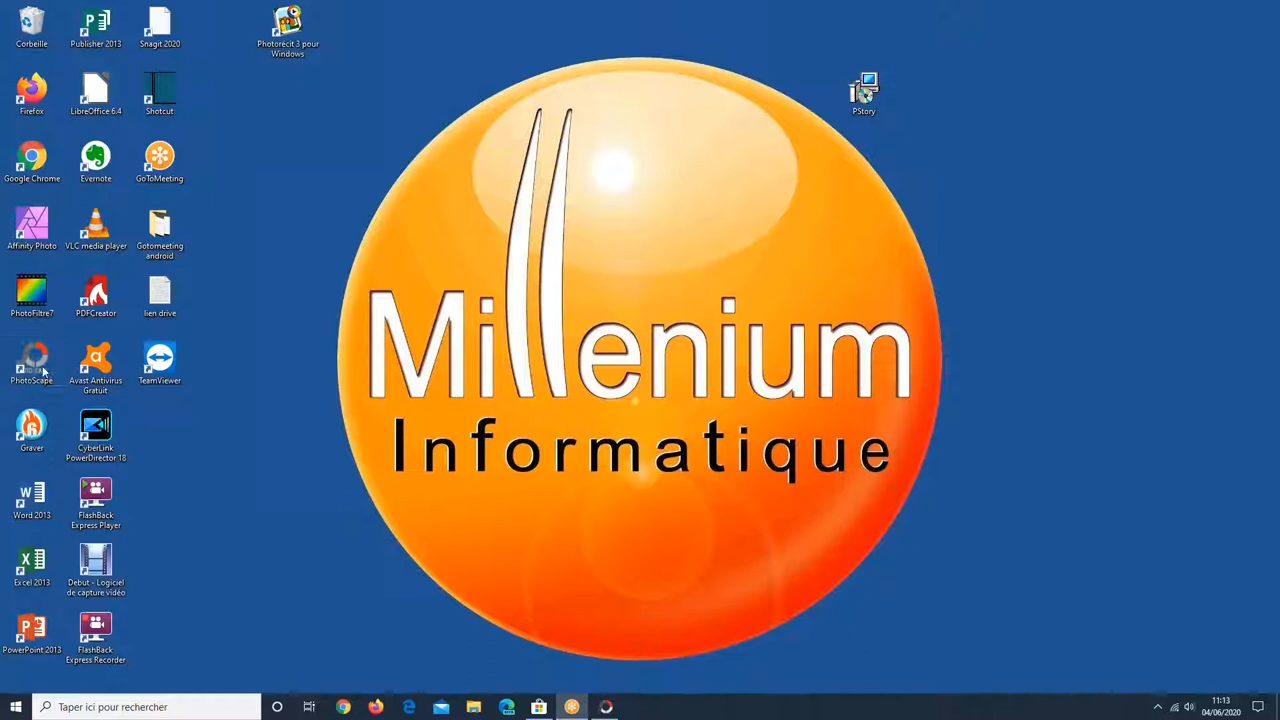 Corbeille
Publisher 2013
Snagit 2020
Photorécit 3 pour
Windows
Firefox
LibreOffice 6.4
Shotcut
PStory
Google Chrome
Evernote
GoToMeeting
Affinity Photo
VLC media player
Gotomeeting
android
PhotoFiltre7
PDFCreator
lien drive
PhotoScape
Avast Antivirus
Gratuit
TeamViewer
Millenium
Informatique
Graver
CyberLink
PowerDirector 18
Word 2013
FlashBack
Express Player
Excel 2013
Debut - Logiciel
de capture vidéo
PowerPoint 2013
FlashBack
Express Recorder
Taper ici pour rechercher
11:13
04/06/2020